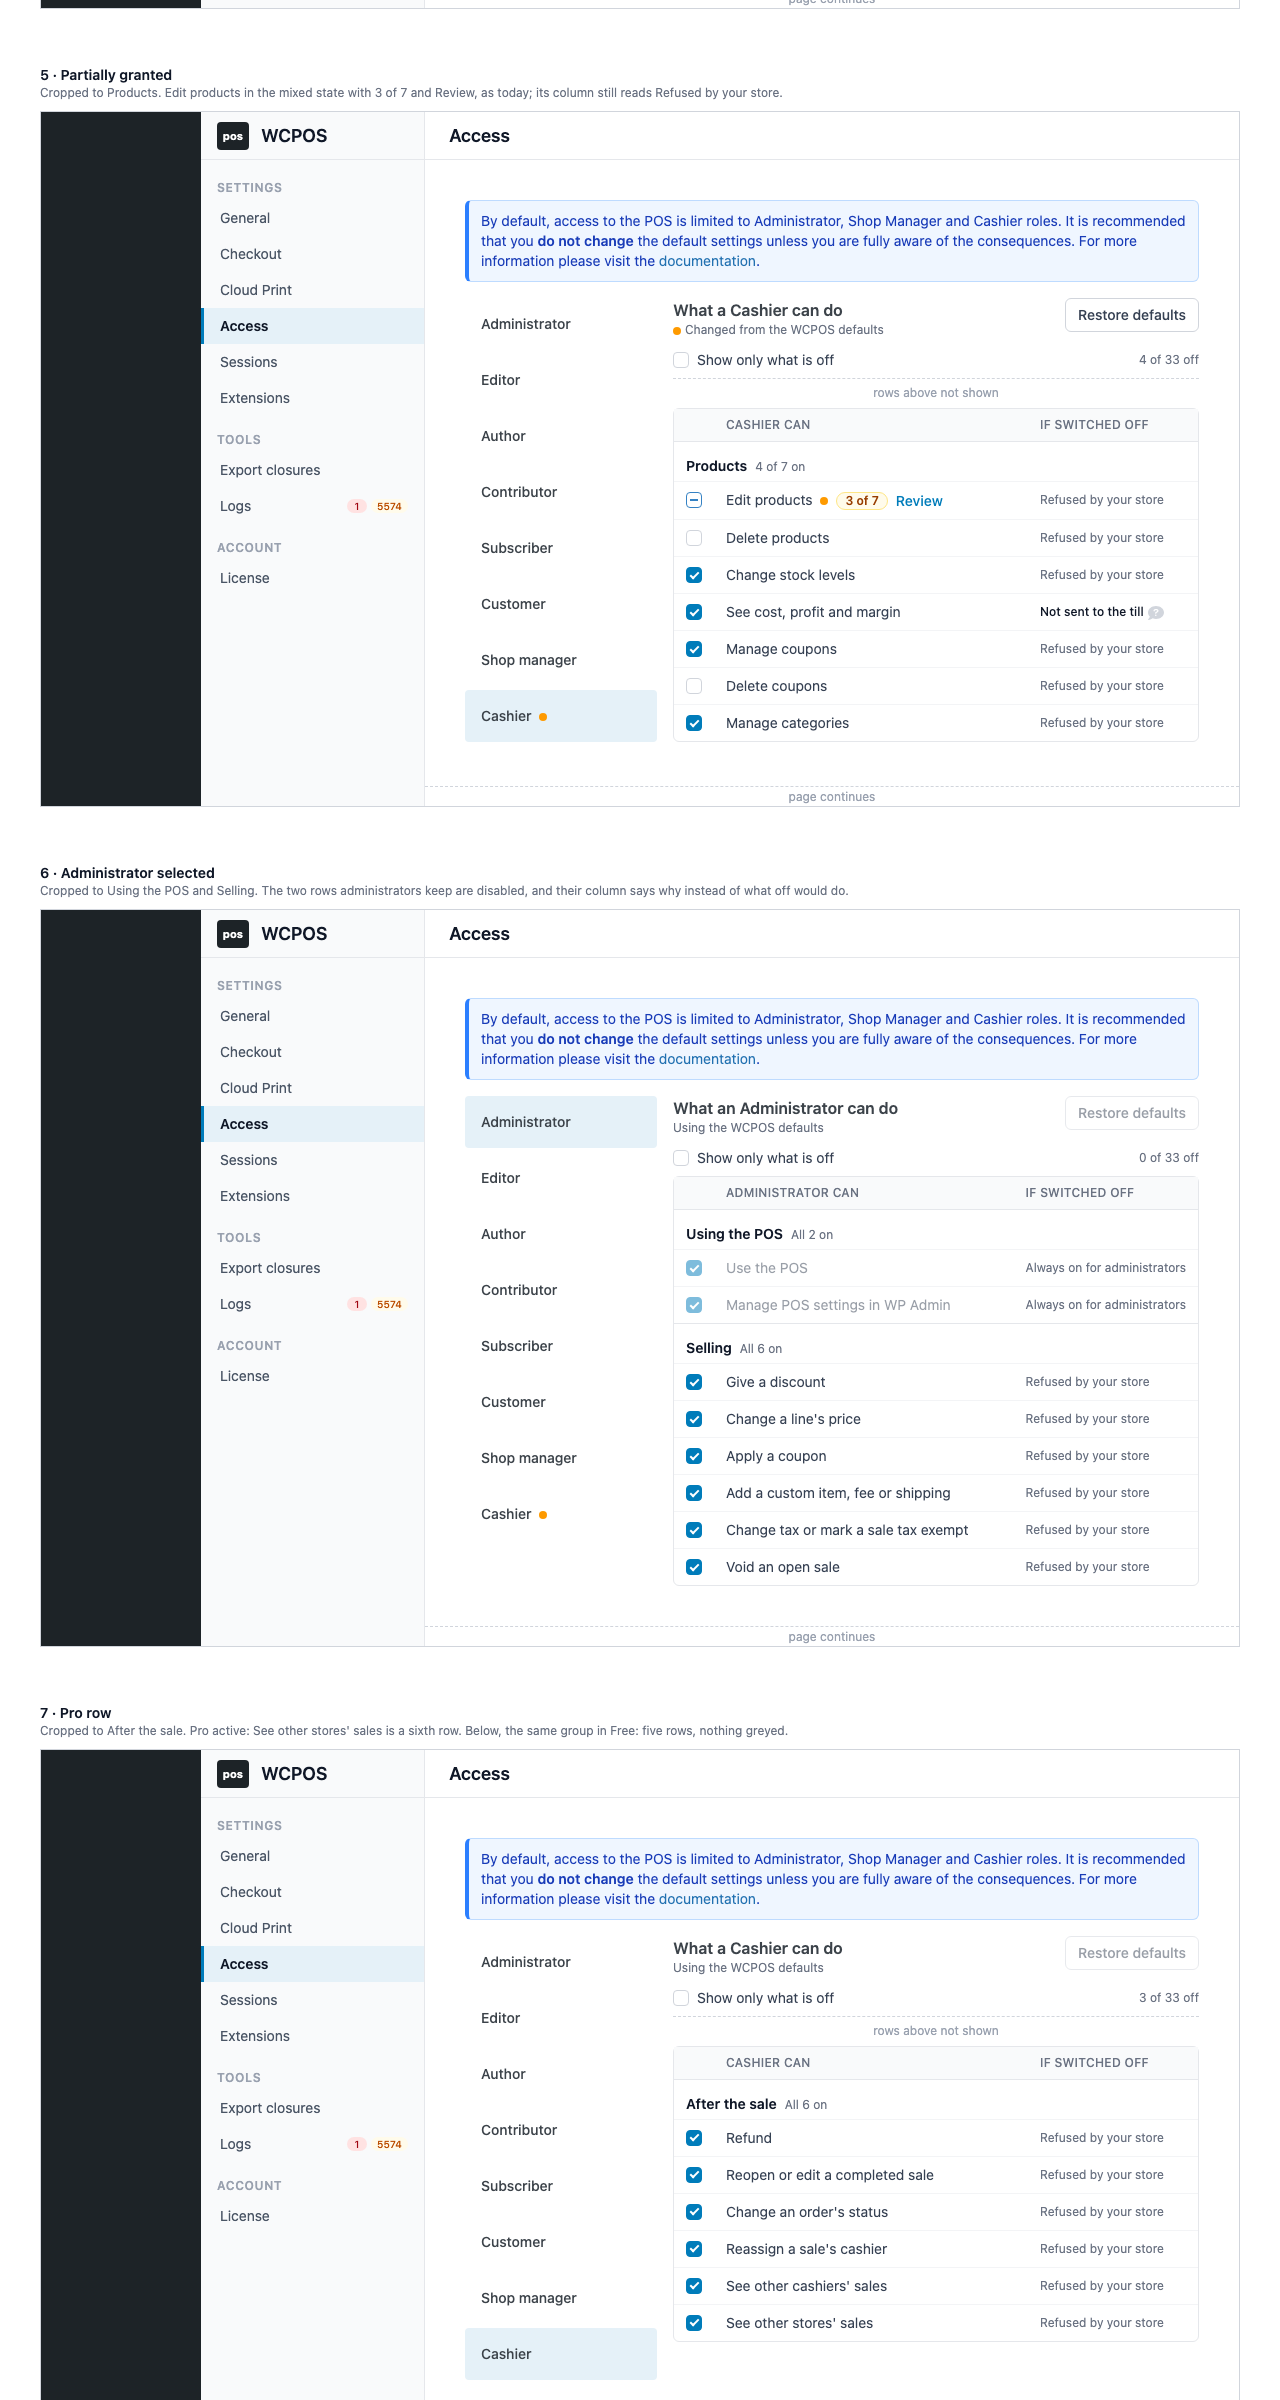 page continues
5 · Partially granted
Cropped to Products. Edit products in the mixed state with 3 of 7 and Review, as today; its column still reads Refused by your store.
pos WCPOS
Access
SETTINGS
General
Checkout
Cloud Print
Access
Sessions
Extensions
TOOLS
Export closures
Logs 1 5574
ACCOUNT
License
By default, access to the POS is limited to Administrator, Shop Manager and Cashier roles. It is recommended
that you do not change the default settings unless you are fully aware of the consequences. For more
information please visit the documentation.
Administrator
Editor
Author
Contributor
Subscriber
Customer
Shop manager
Cashier
What a Cashier can do
Changed from the WCPOS defaults
Restore defaults
Show only what is off
4 of 33 off
rows above not shown
CASHIER CAN IF SWITCHED OFF
Products 4 of 7 on
Edit products 3 of 7 Review Refused by your store
Delete products Refused by your store
Change stock levels Refused by your store
See cost, profit and margin Not sent to the till ?
Manage coupons Refused by your store
Delete coupons Refused by your store
Manage categories Refused by your store
page continues
6 · Administrator selected
Cropped to Using the POS and Selling. The two rows administrators keep are disabled, and their column says why instead of what off would do.
pos WCPOS
Access
SETTINGS
General
Checkout
Cloud Print
Access
Sessions
Extensions
TOOLS
Export closures
Logs 1 5574
ACCOUNT
License
By default, access to the POS is limited to Administrator, Shop Manager and Cashier roles. It is recommended
that you do not change the default settings unless you are fully aware of the consequences. For more
information please visit the documentation.
Administrator
Editor
Author
Contributor
Subscriber
Customer
Shop manager
Cashier
What an Administrator can do
Using the WCPOS defaults
Restore defaults
Show only what is off
0 of 33 off
ADMINISTRATOR CAN IF SWITCHED OFF
Using the POS All 2 on
Use the POS Always on for administrators
Manage POS settings in WP Admin Always on for administrators
Selling All 6 on
Give a discount Refused by your store
Change a line's price Refused by your store
Apply a coupon Refused by your store
Add a custom item, fee or shipping Refused by your store
Change tax or mark a sale tax exempt Refused by your store
Void an open sale Refused by your store
page continues
7 · Pro row
Cropped to After the sale. Pro active: See other stores' sales is a sixth row. Below, the same group in Free: five rows, nothing greyed.
pos WCPOS
Access
SETTINGS
General
Checkout
Cloud Print
Access
Sessions
Extensions
TOOLS
Export closures
Logs 1 5574
ACCOUNT
License
By default, access to the POS is limited to Administrator, Shop Manager and Cashier roles. It is recommended
that you do not change the default settings unless you are fully aware of the consequences. For more
information please visit the documentation.
Administrator
Editor
Author
Contributor
Subscriber
Customer
Shop manager
Cashier
What a Cashier can do
Using the WCPOS defaults
Restore defaults
Show only what is off
3 of 33 off
rows above not shown
CASHIER CAN IF SWITCHED OFF
After the sale All 6 on
Refund Refused by your store
Reopen or edit a completed sale Refused by your store
Change an order's status Refused by your store
Reassign a sale's cashier Refused by your store
See other cashiers' sales Refused by your store
See other stores' sales Refused by your store